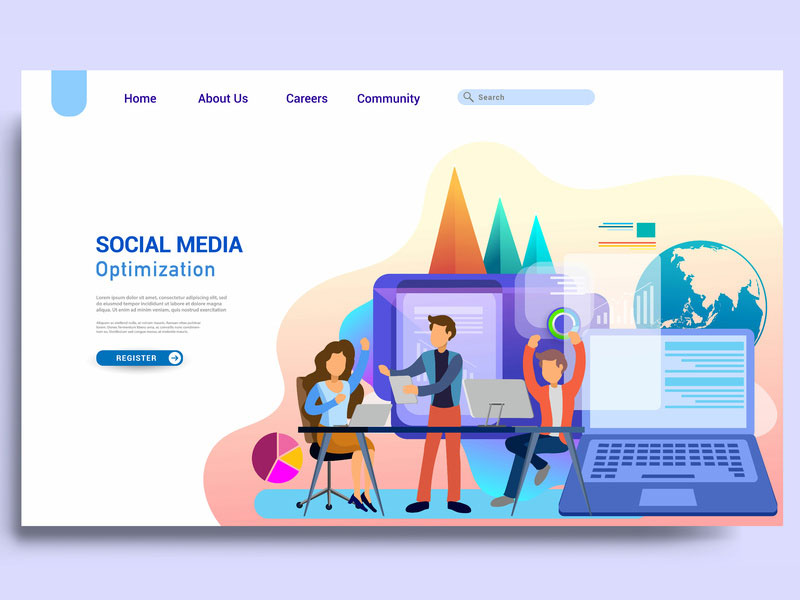 Home About Us Careers Community Search
SOCIAL MEDIA
Optimization
Lorem ipsum dolor sit amet, consectetur adipiscing elit, sed
do eiusmod tempor incididunt ut labore et dolore magna
aliqua. Ut enim ad minim veniam, quis nostrud exercitation
REGISTER